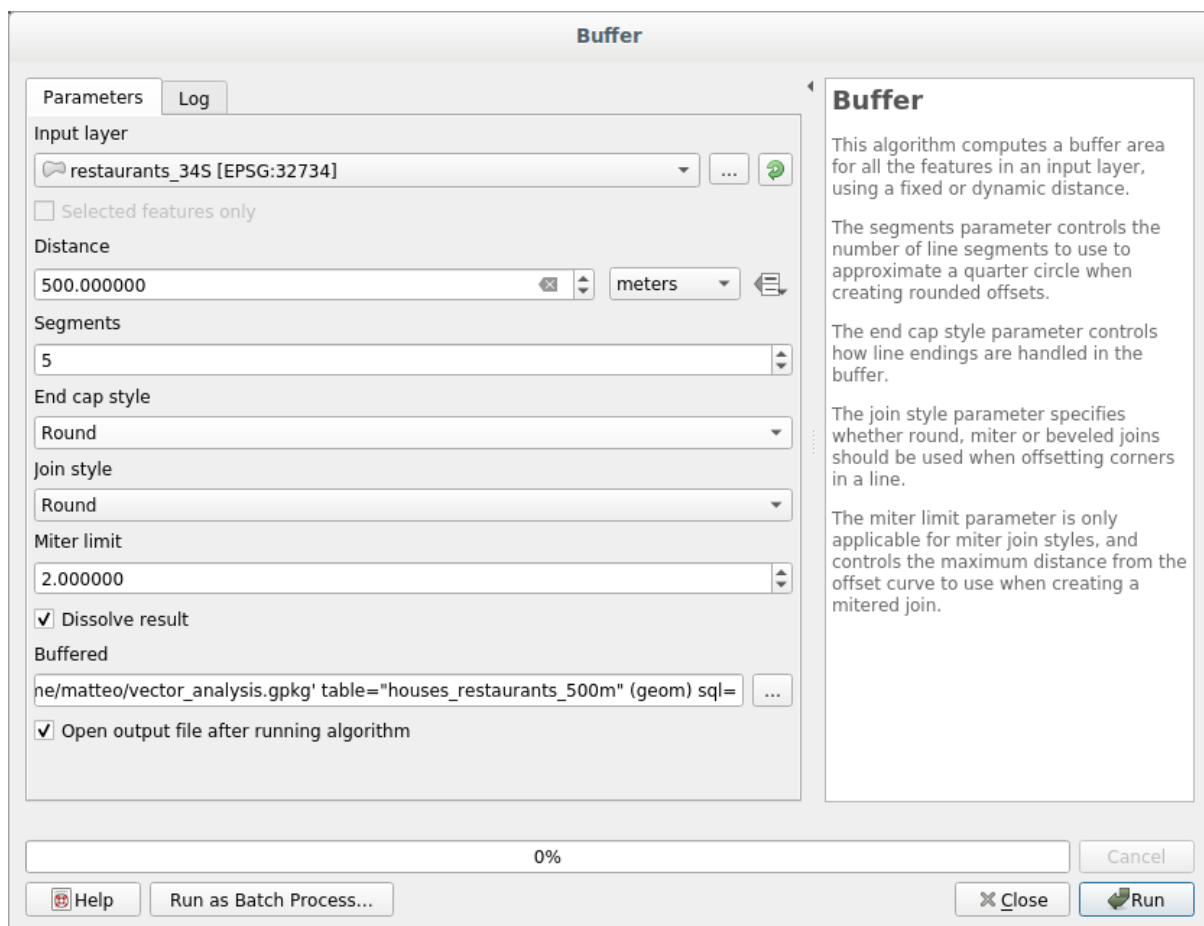 Buffer
Parameters
Log
Input layer
restaurants_34S [EPSG:32734]
...
Selected features only
Distance
500.000000
meters
Segments
5
End cap style
Round
Join style
Round
Miter limit
2.000000
Dissolve result
Buffered
ne/matteo/vector_analysis.gpkg' table="houses_restaurants_500m" (geom) sql=
...
Open output file after running algorithm
Buffer
This algorithm computes a buffer area
for all the features in an input layer,
using a fixed or dynamic distance.
The segments parameter controls the
number of line segments to use to
approximate a quarter circle when
creating rounded offsets.
The end cap style parameter controls
how line endings are handled in the
buffer.
The join style parameter specifies
whether round, miter or beveled joins
should be used when offsetting corners
in a line.
The miter limit parameter is only
applicable for miter join styles, and
controls the maximum distance from the
offset curve to use when creating a
mitered join.
0%
Cancel
Help
Run as Batch Process...
Close
Run